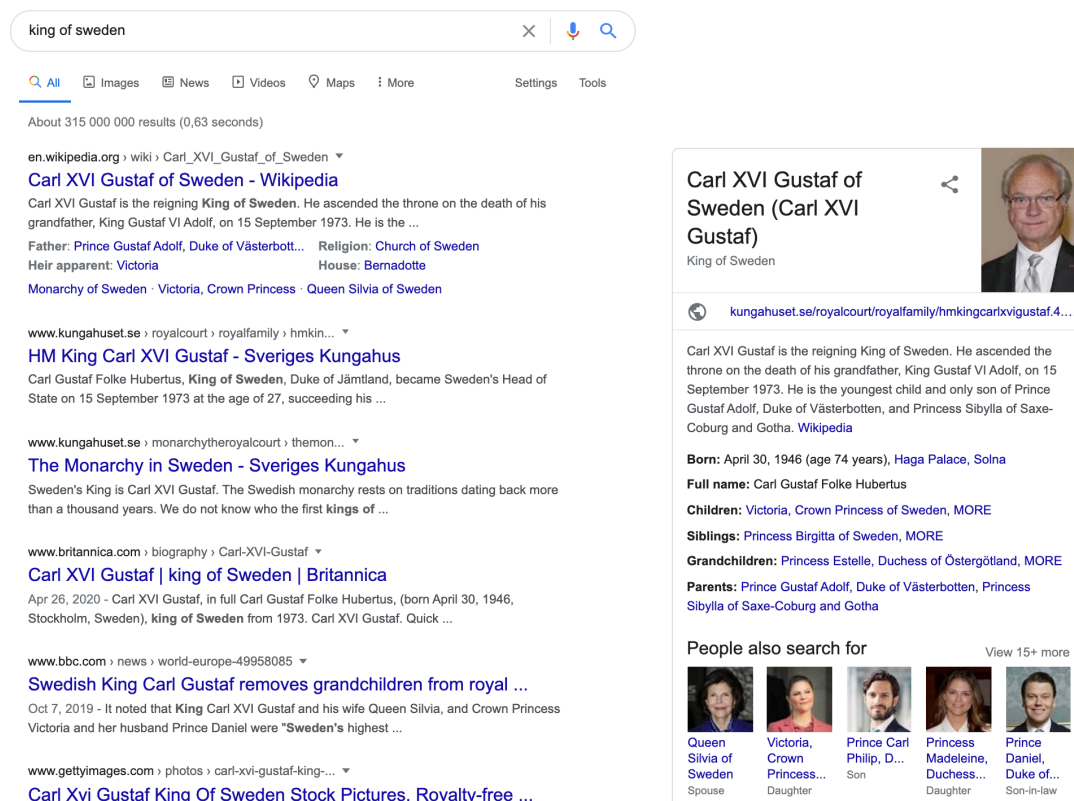 king of sweden
All Images News Videos Maps More Settings Tools
About 315 000 000 results (0,63 seconds)
en.wikipedia.org › wiki › Carl_XVI_Gustaf_of_Sweden
Carl XVI Gustaf of Sweden - Wikipedia
Carl XVI Gustaf is the reigning King of Sweden. He ascended the throne on the death of his
grandfather, King Gustaf VI Adolf, on 15 September 1973. He is the ...
Father: Prince Gustaf Adolf, Duke of Västerbott... Religion: Church of Sweden
Heir apparent: Victoria House: Bernadotte
Monarchy of Sweden · Victoria, Crown Princess · Queen Silvia of Sweden
www.kungahuset.se › royalcourt › royalfamily › hmkin...
HM King Carl XVI Gustaf - Sveriges Kungahus
Carl Gustaf Folke Hubertus, King of Sweden, Duke of Jämtland, became Sweden's Head of
State on 15 September 1973 at the age of 27, succeeding his ...
www.kungahuset.se › monarchytheroyalcourt › themon...
The Monarchy in Sweden - Sveriges Kungahus
Sweden's King is Carl XVI Gustaf. The Swedish monarchy rests on traditions dating back more
than a thousand years. We do not know who the first kings of ...
www.britannica.com › biography › Carl-XVI-Gustaf
Carl XVI Gustaf | king of Sweden | Britannica
Apr 26, 2020 - Carl XVI Gustaf, in full Carl Gustaf Folke Hubertus, (born April 30, 1946,
Stockholm, Sweden), king of Sweden from 1973. Carl XVI Gustaf. Quick ...
www.bbc.com › news › world-europe-49958085
Swedish King Carl Gustaf removes grandchildren from royal ...
Oct 7, 2019 - It noted that King Carl XVI Gustaf and his wife Queen Silvia, and Crown Princess
Victoria and her husband Prince Daniel were "Sweden's highest ...
www.gettyimages.com › photos › carl-xvi-gustaf-king-...
Carl Xvi Gustaf King Of Sweden Stock Pictures, Royalty-free ...
Carl XVI Gustaf of
Sweden (Carl XVI
Gustaf)
King of Sweden
kungahuset.se/royalcourt/royalfamily/hmkingcarlxvigustaf.4....
Carl XVI Gustaf is the reigning King of Sweden. He ascended the
throne on the death of his grandfather, King Gustaf VI Adolf, on 15
September 1973. He is the youngest child and only son of Prince
Gustaf Adolf, Duke of Västerbotten, and Princess Sibylla of Saxe-
Coburg and Gotha. Wikipedia
Born: April 30, 1946 (age 74 years), Haga Palace, Solna
Full name: Carl Gustaf Folke Hubertus
Children: Victoria, Crown Princess of Sweden, MORE
Siblings: Princess Birgitta of Sweden, MORE
Grandchildren: Princess Estelle, Duchess of Östergötland, MORE
Parents: Prince Gustaf Adolf, Duke of Västerbotten, Princess
Sibylla of Saxe-Coburg and Gotha
People also search for View 15+ more
Queen Victoria, Prince Carl Princess Prince
Silvia of Crown Philip, D... Madeleine, Daniel,
Sweden Princess... Son Duchess... Duke of...
Spouse Daughter Daughter Son-in-law